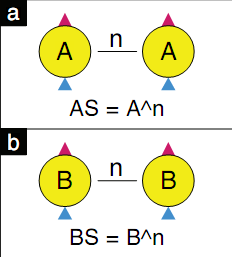 a
A n A
AS = A^n
b
B n B
BS = B^n